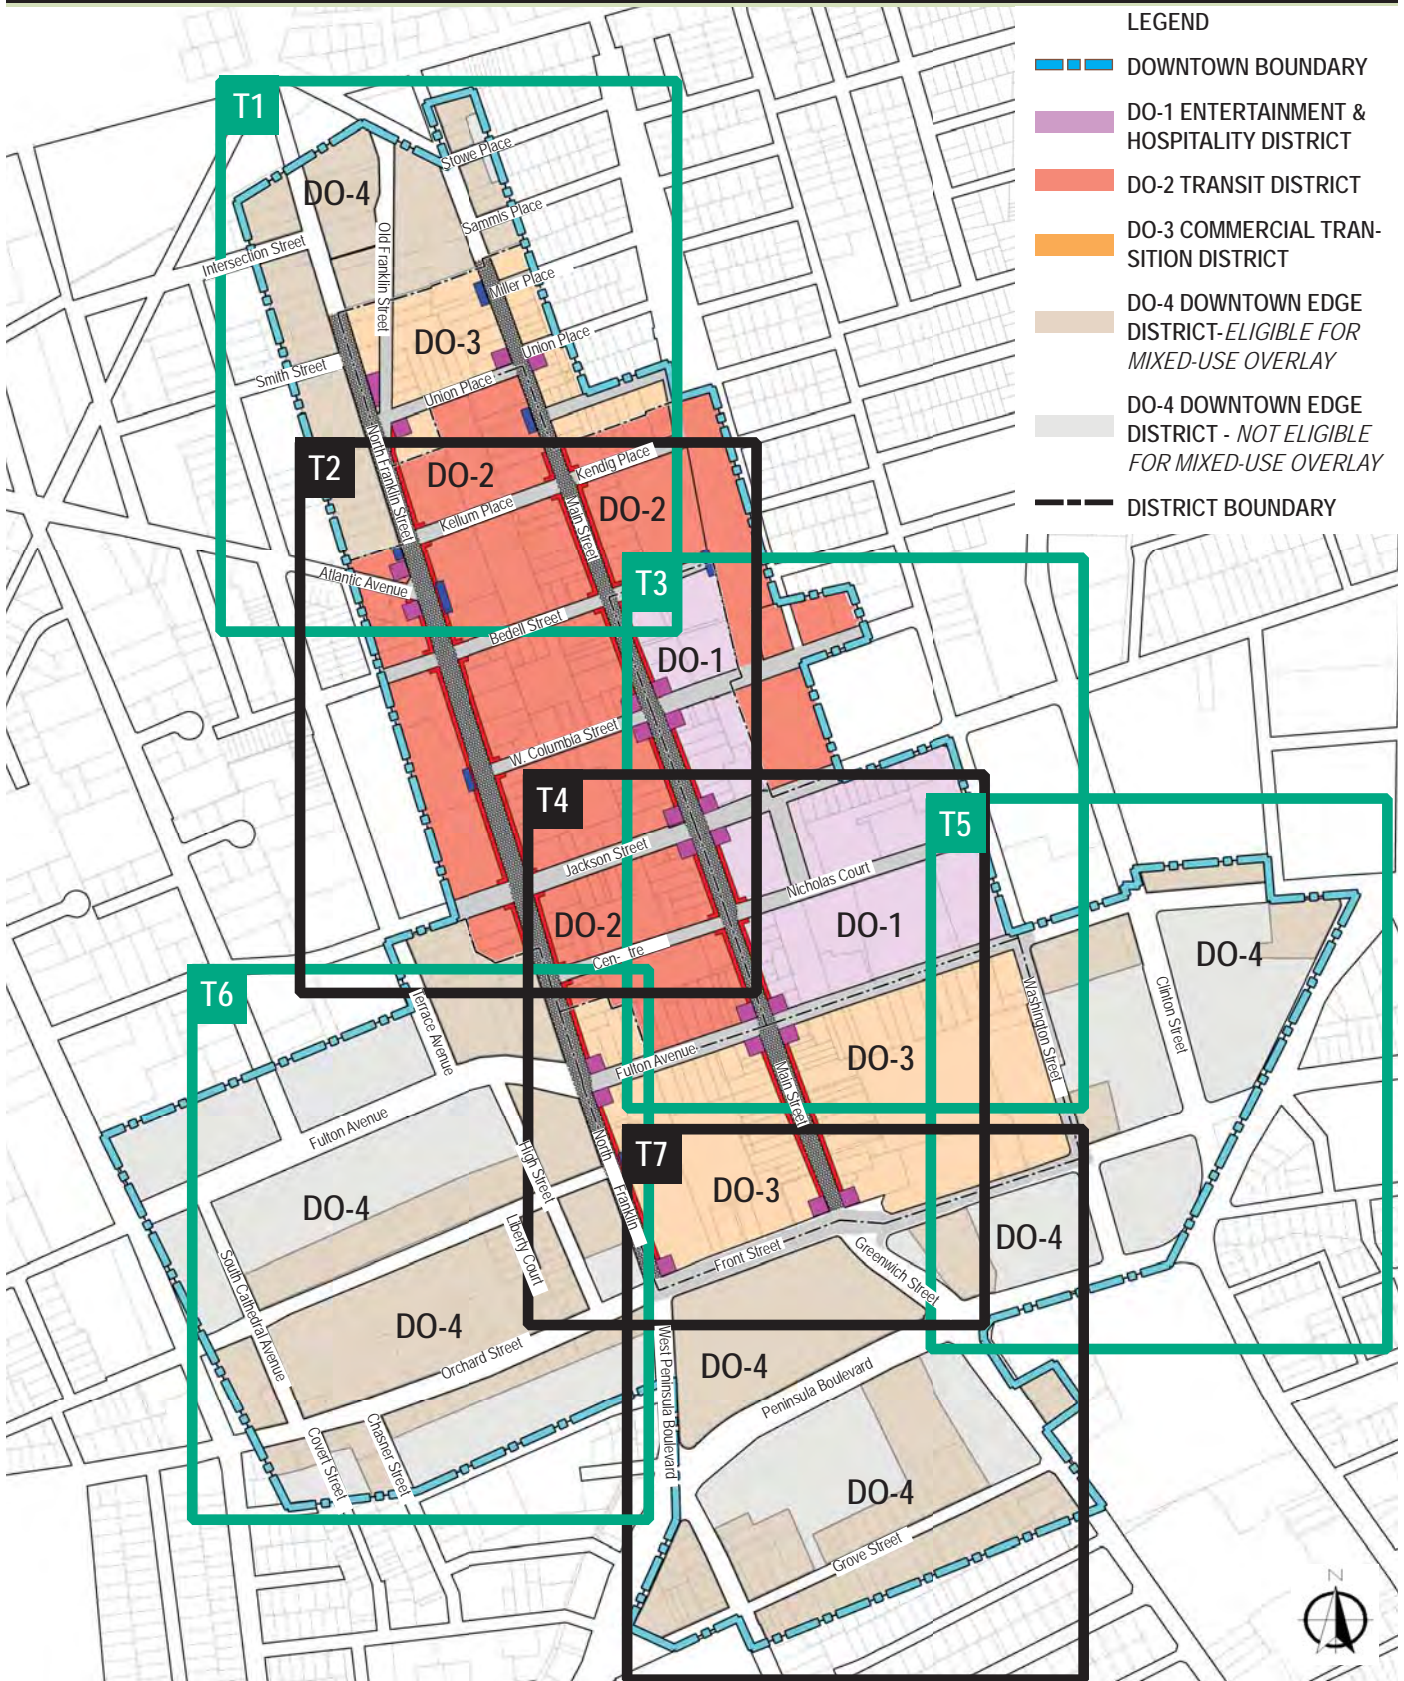 LEGEND
DOWNTOWN BOUNDARY
DO-1 ENTERTAINMENT &
HOSPITALITY DISTRICT
DO-2 TRANSIT DISTRICT
DO-3 COMMERCIAL TRAN-
SITION DISTRICT
DO-4 DOWNTOWN EDGE
DISTRICT-ELIGIBLE FOR
MIXED-USE OVERLAY
DO-4 DOWNTOWN EDGE
DISTRICT - NOT ELIGIBLE
FOR MIXED-USE OVERLAY
DISTRICT BOUNDARY
T1
Stowe Place
DO-4
Sammis Place
Old Franklin Street
Intersection Street
Miller Place
DO-3
Union Place
Smith Street
Union Place
North Franklin Street
T2
DO-2
Kendig Place
Kellum Place
Main Street
DO-2
Atlantic Avenue
T3
Bedell Street
DO-1
W. Columbia Street
T4
T5
Jackson Street
Nicholas Court
DO-2
DO-1
Cen- tre
DO-4
T6
Terrace Avenue
Washington Street
Clinton Street
Fulton Avenue
DO-3
Main Street
Fulton Avenue
North
Franklin
High Street
T7
DO-3
DO-4
Liberty Court
Front Street
Greenwich Street
DO-4
South Cathedral Avenue
DO-4
Orchard Street
West Peninsula Boulevard
DO-4
Peninsula Boulevard
Covert Street
Chasner Street
DO-4
Grove Street
N